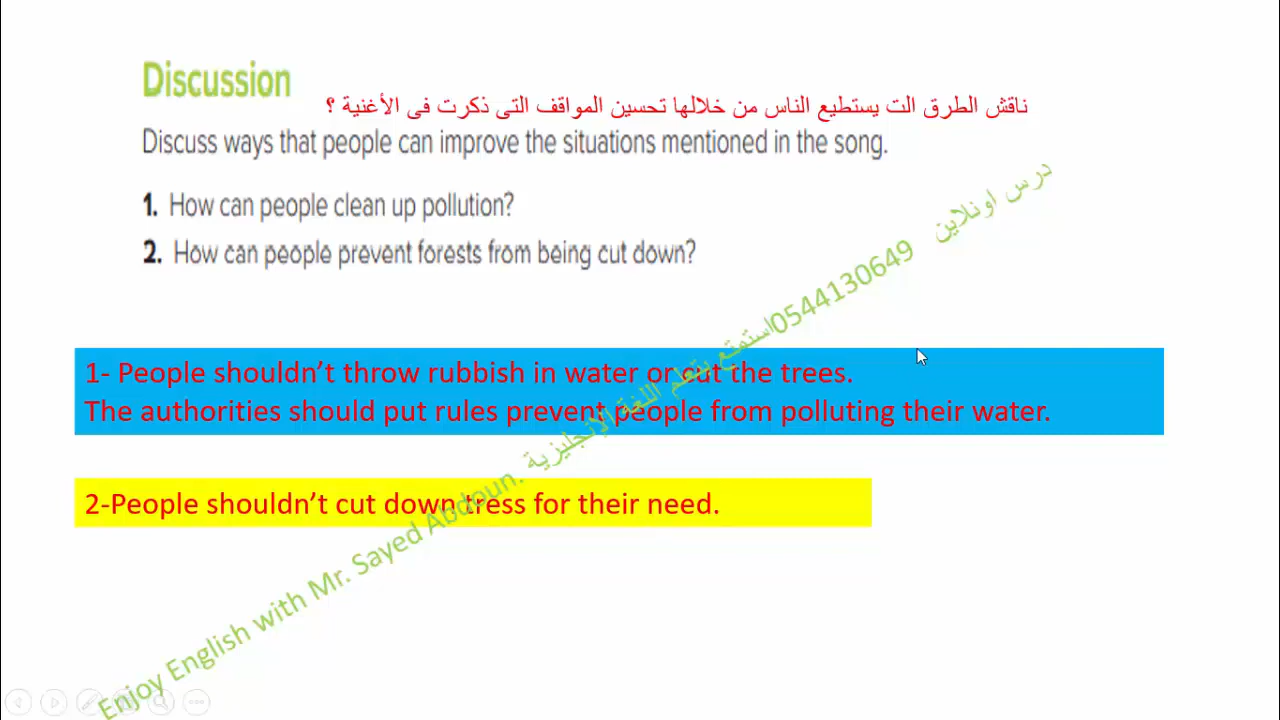 Discussion
ناقش الطرق الت يستطيع الناس من خلالها تحسين المواقف التى ذكرت فى الأغنية ؟
Discuss ways that people can improve the situations mentioned in the song.
1. How can people clean up pollution?
2. How can people prevent forests from being cut down?
1- People shouldn't throw rubbish in water or cut the trees.
The authorities should put rules prevent people from polluting their water.
2-People shouldn't cut down tress for their need.
Enjoy English with Mr. Sayed Abdoun. استمتع بتعلم اللغة الإنجليزية 0544130649 درس اونلاين